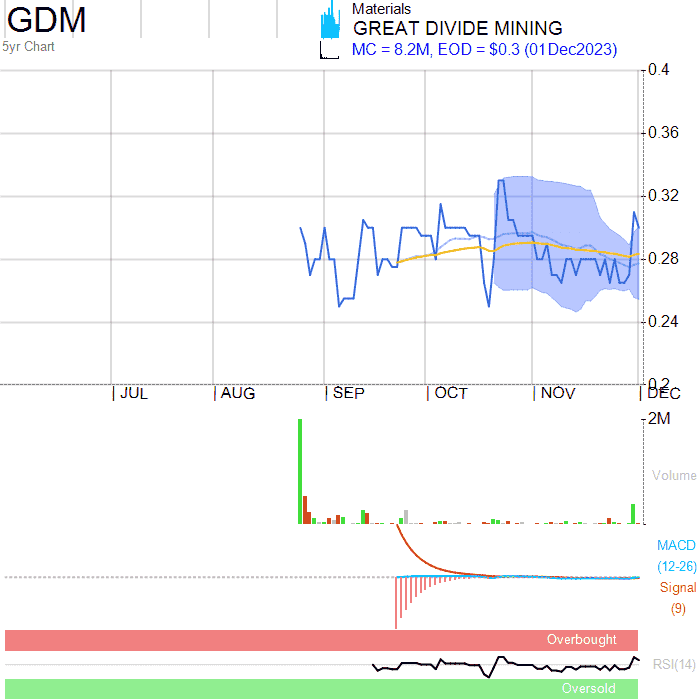 GDM
5yr Chart
Materials
GREAT DIVIDE MINING
MC = 8.2M, EOD = $0.3 (01Dec2023)
0.4
0.36
0.32
0.28
0.24
0.2
JUL AUG SEP OCT NOV DEC
2M
Volume
MACD
(12-26)
Signal
(9)
Overbought
RSI(14)
Oversold